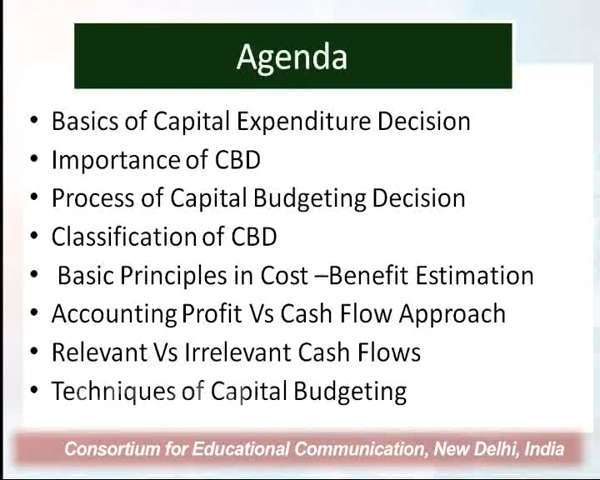 Agenda
• Basics of Capital Expenditure Decision
• Importance of CBD
• Process of Capital Budgeting Decision
• Classification of CBD
• Basic Principles in Cost –Benefit Estimation
• Accounting Profit Vs Cash Flow Approach
• Relevant Vs Irrelevant Cash Flows
• Techniques of Capital Budgeting
Consortium for Educational Communication, New Delhi, India